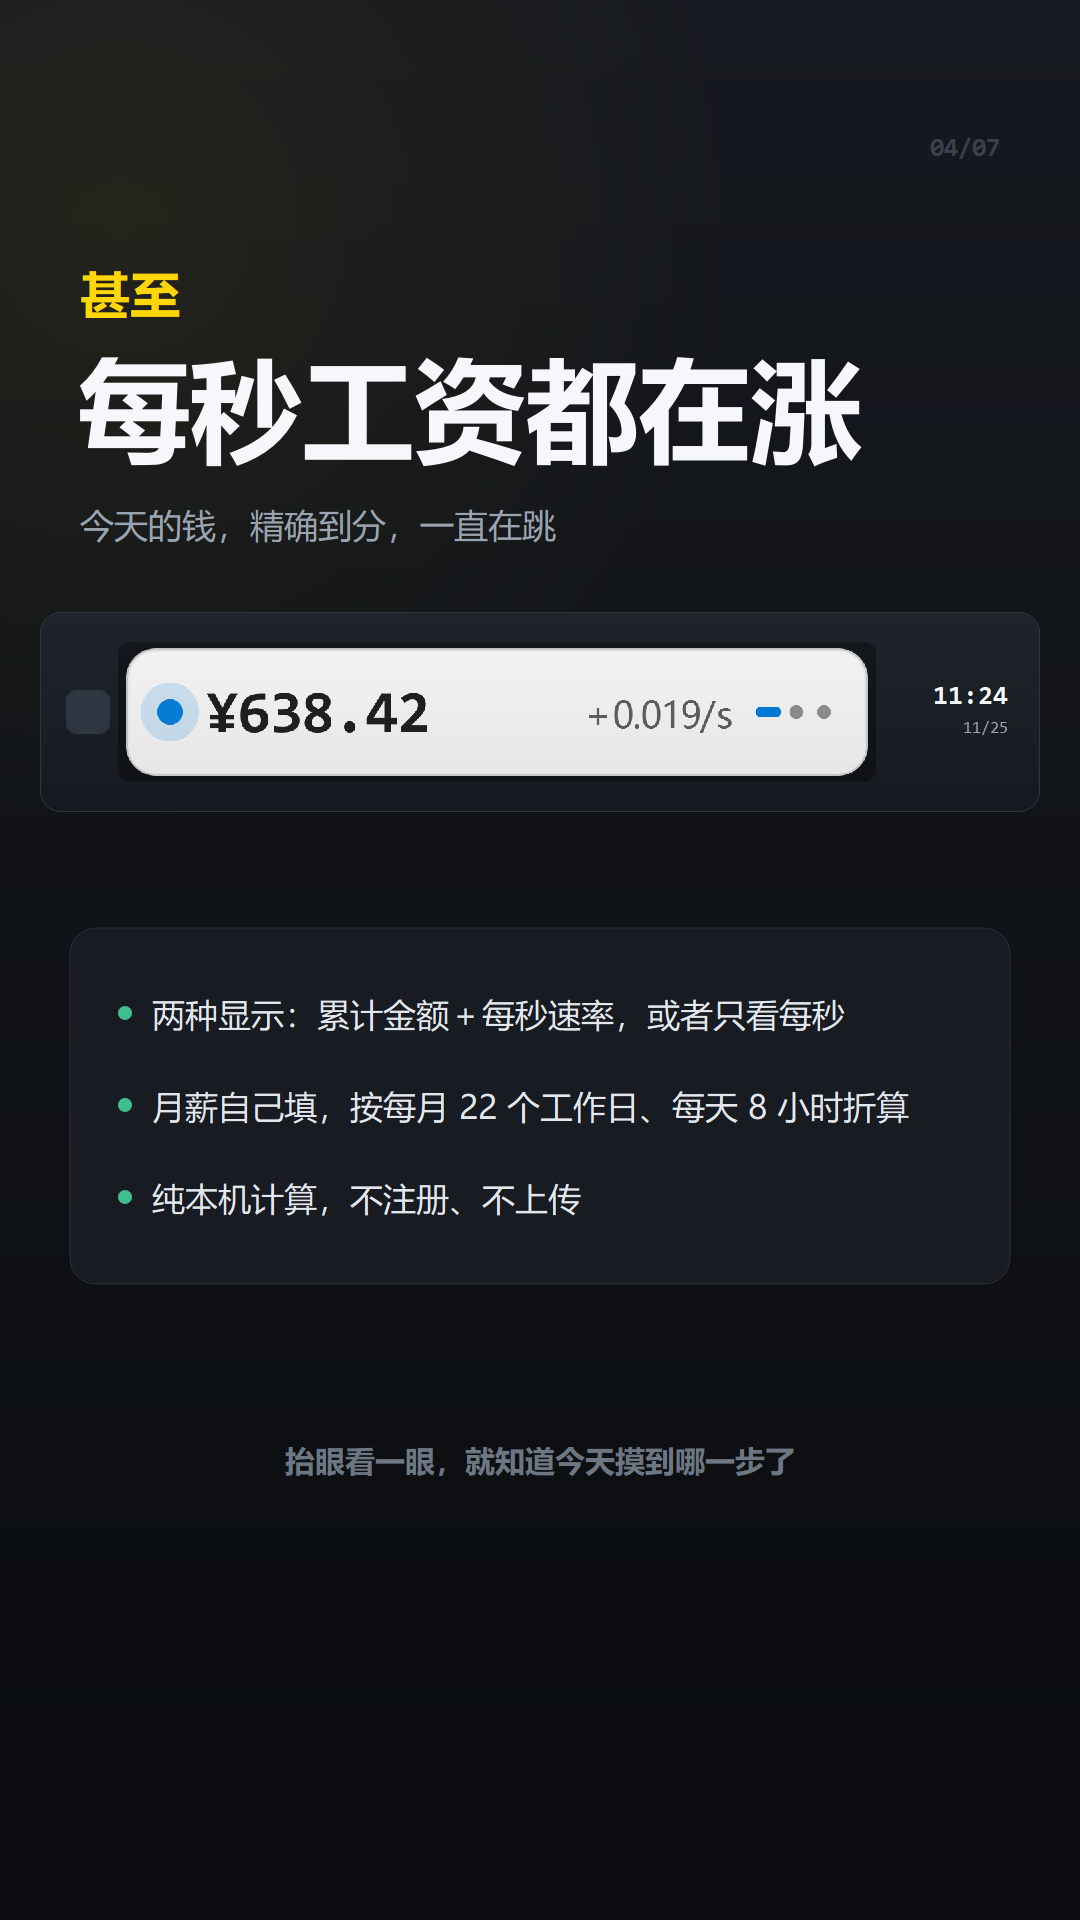 04/07
甚至
每秒工资都在涨
今天的钱，精确到分，一直在跳
¥638.42
+0.019/s
11:24
11/25
两种显示：累计金额 + 每秒速率，或者只看每秒
月薪自己填，按每月 22 个工作日、每天 8 小时折算
纯本机计算，不注册、不上传
抬眼看一眼，就知道今天摸到哪一步了